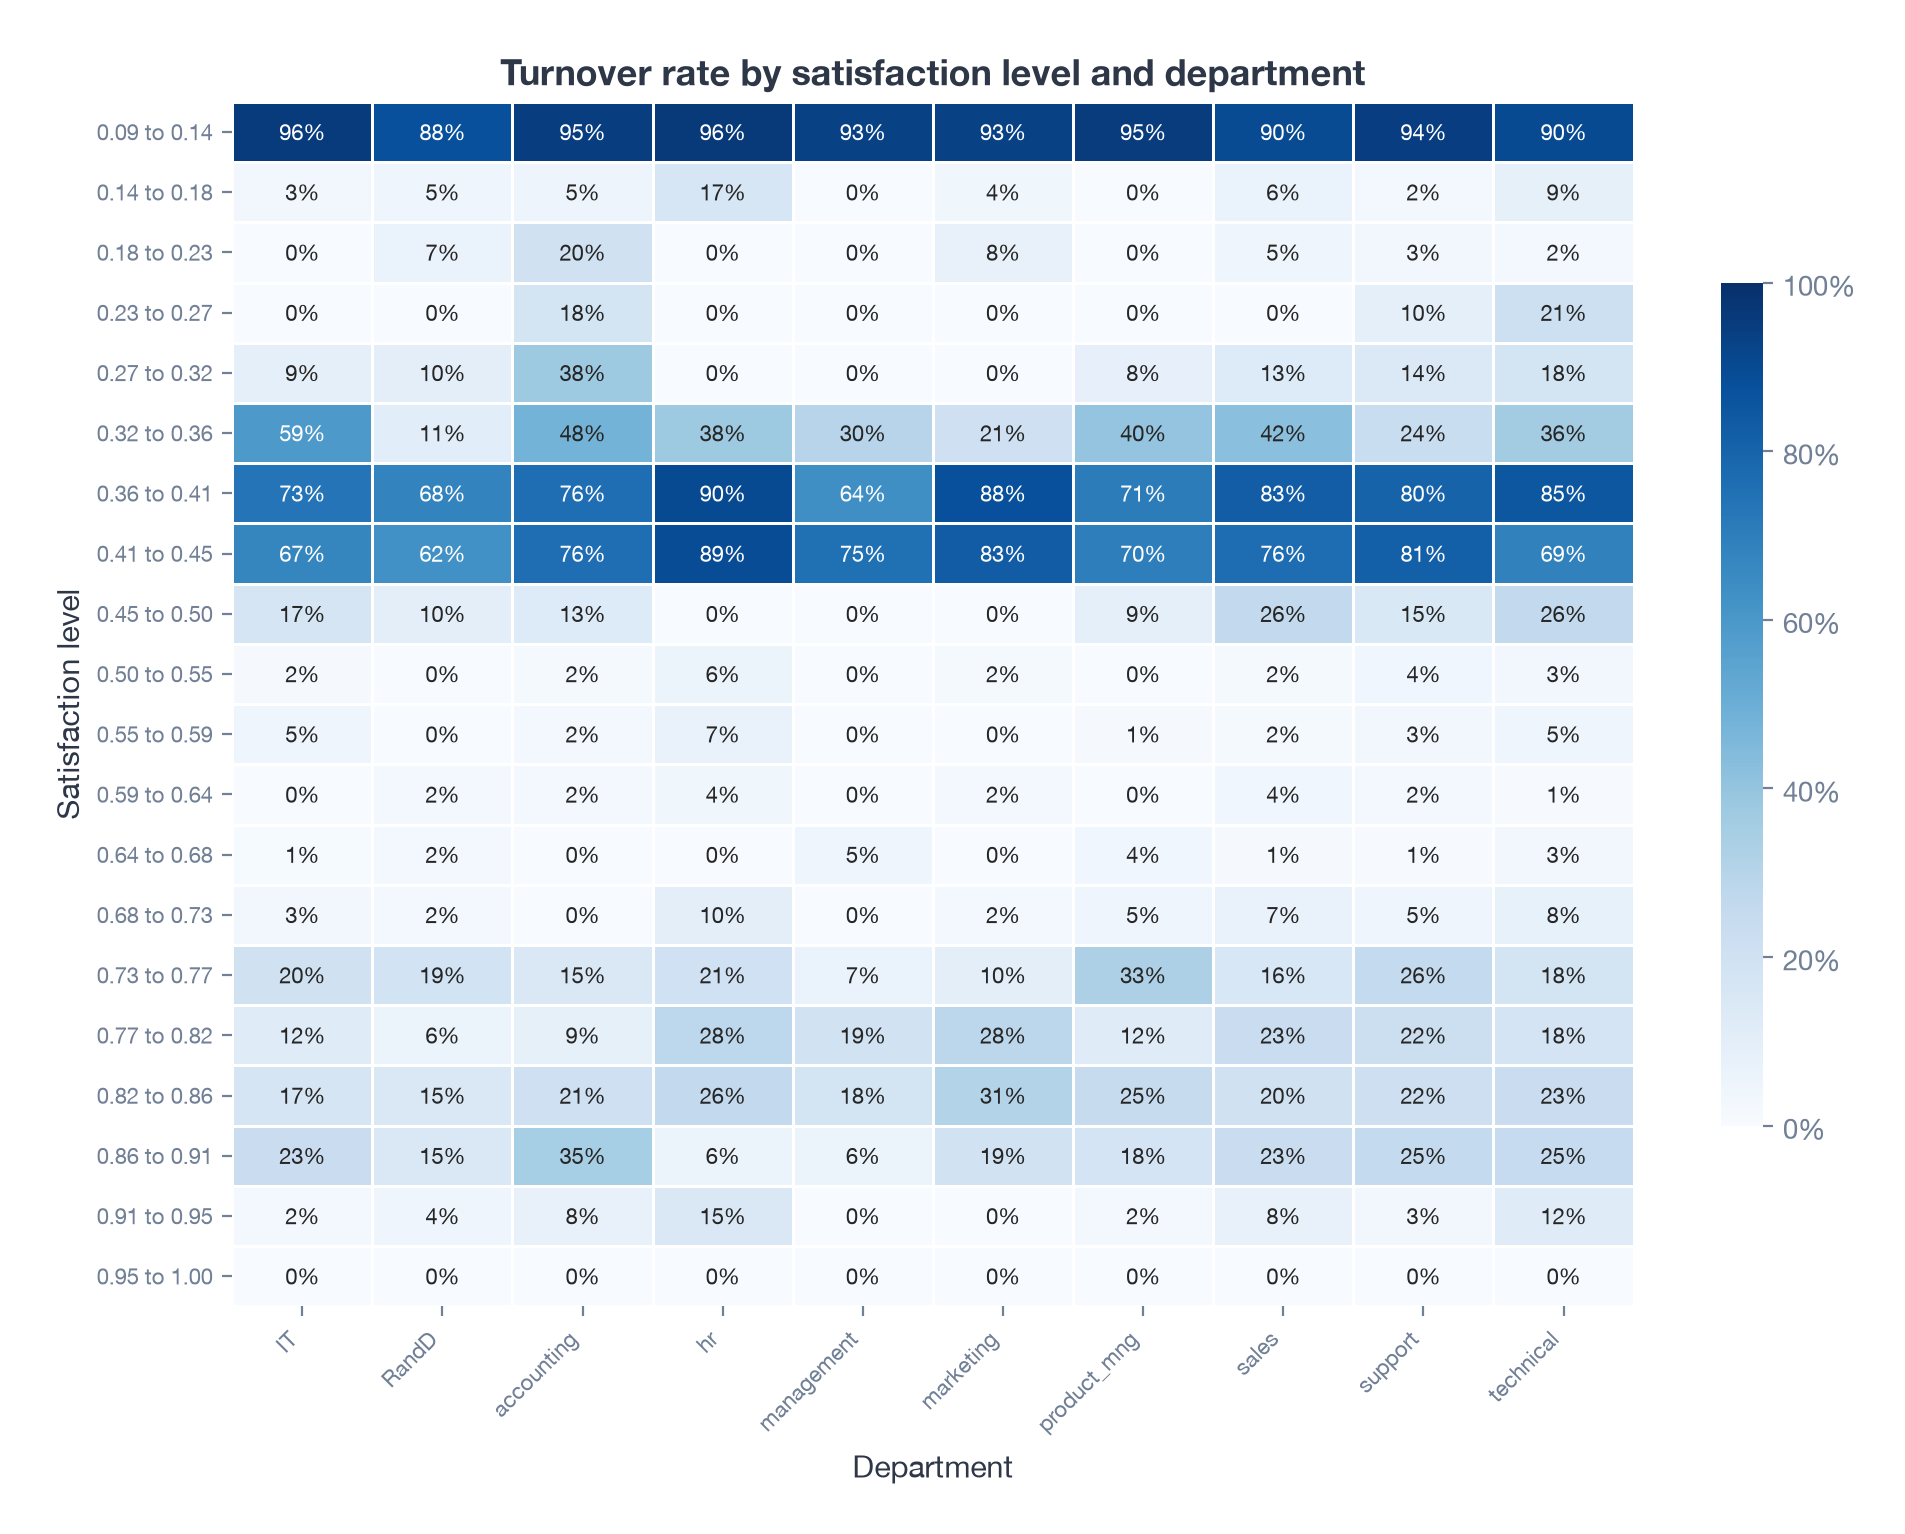 Turnover rate by satisfaction level and department
0.09 to 0.14 96% 88% 95% 96% 93% 93% 95% 90% 94% 90%
0.14 to 0.18 3% 5% 5% 17% 0% 4% 0% 6% 2% 9%
0.18 to 0.23 0% 7% 20% 0% 0% 8% 0% 5% 3% 2%
0.23 to 0.27 0% 0% 18% 0% 0% 0% 0% 0% 10% 21%
0.27 to 0.32 9% 10% 38% 0% 0% 0% 8% 13% 14% 18%
0.32 to 0.36 59% 11% 48% 38% 30% 21% 40% 42% 24% 36%
0.36 to 0.41 73% 68% 76% 90% 64% 88% 71% 83% 80% 85%
0.41 to 0.45 67% 62% 76% 89% 75% 83% 70% 76% 81% 69%
0.45 to 0.50 17% 10% 13% 0% 0% 0% 9% 26% 15% 26%
0.50 to 0.55 2% 0% 2% 6% 0% 2% 0% 2% 4% 3%
0.55 to 0.59 5% 0% 2% 7% 0% 0% 1% 2% 3% 5%
0.59 to 0.64 0% 2% 2% 4% 0% 2% 0% 4% 2% 1%
0.64 to 0.68 1% 2% 0% 0% 5% 0% 4% 1% 1% 3%
0.68 to 0.73 3% 2% 0% 10% 0% 2% 5% 7% 5% 8%
0.73 to 0.77 20% 19% 15% 21% 7% 10% 33% 16% 26% 18%
0.77 to 0.82 12% 6% 9% 28% 19% 28% 12% 23% 22% 18%
0.82 to 0.86 17% 15% 21% 26% 18% 31% 25% 20% 22% 23%
0.86 to 0.91 23% 15% 35% 6% 6% 19% 18% 23% 25% 25%
0.91 to 0.95 2% 4% 8% 15% 0% 0% 2% 8% 3% 12%
0.95 to 1.00 0% 0% 0% 0% 0% 0% 0% 0% 0% 0%
Satisfaction level
IT RandD accounting hr management marketing product_mng sales support technical
Department
100%
80%
60%
40%
20%
0%